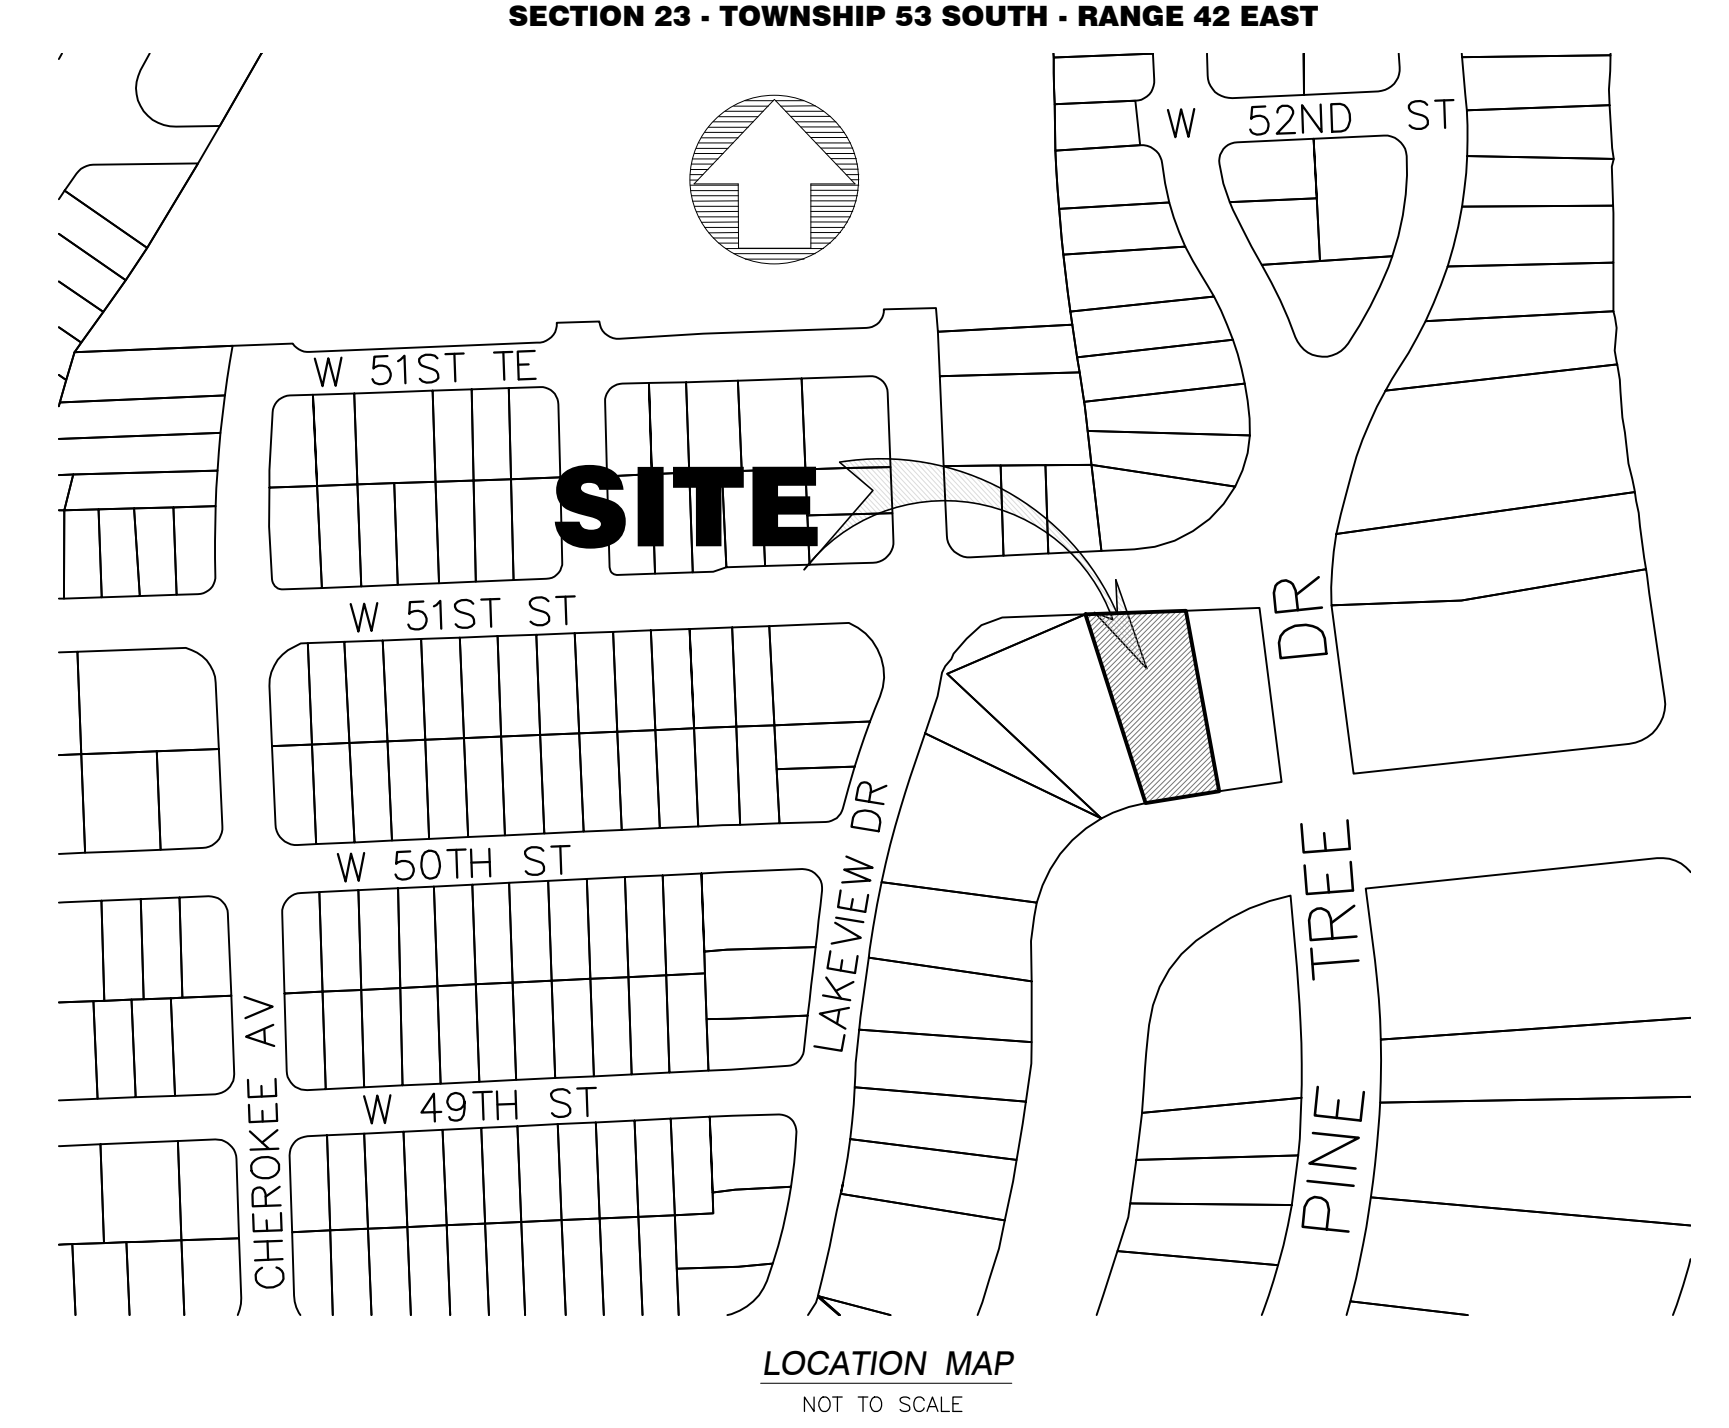 SECTION 23 - TOWNSHIP 53 SOUTH - RANGE 42 EAST
W 52ND ST
W 51ST TE
SITE
W 51ST ST
PINE TREE DR
W 50TH ST
LAKEVIEW DR
CHEROKEE AV
W 49TH ST
LOCATION MAP
NOT TO SCALE